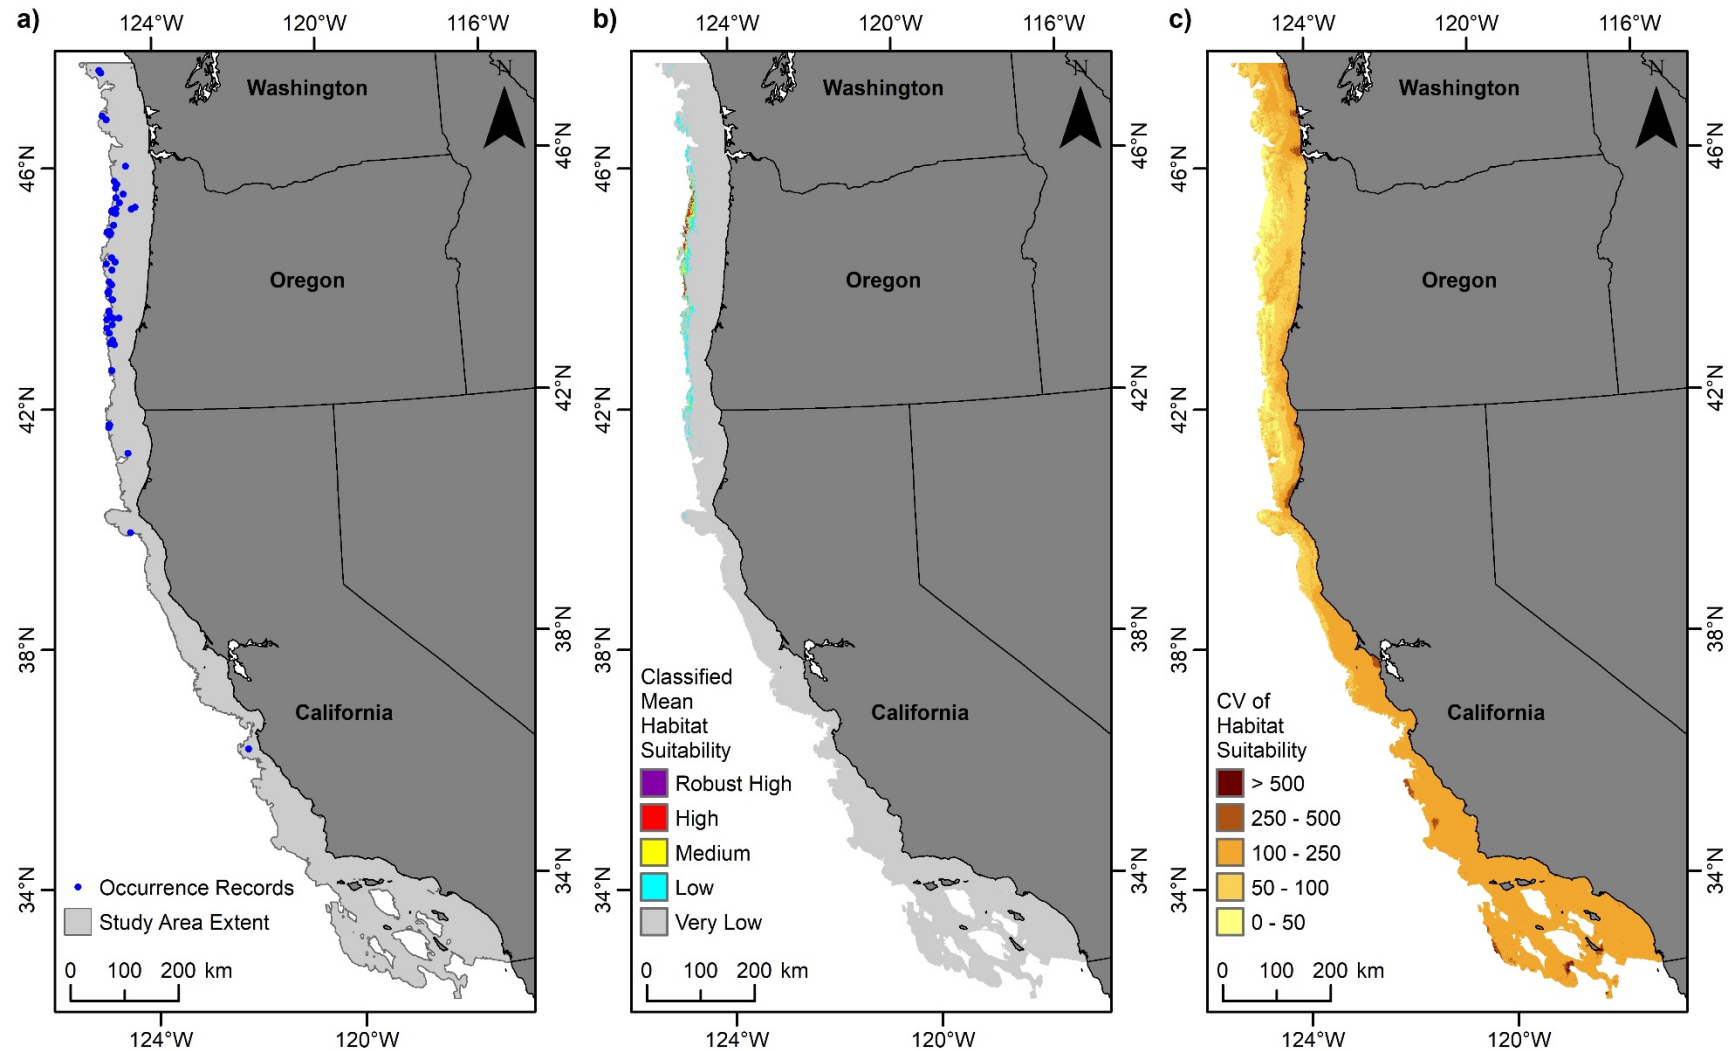 a)
124°W 120°W 116°W
N
Washington
46°N
46°N
Oregon
42°N
42°N
38°N
38°N
California
34°N
34°N
Occurrence Records
Study Area Extent
0 100 200 km
124°W 120°W
b)
124°W 120°W 116°W
N
Washington
46°N
46°N
Oregon
42°N
42°N
38°N
38°N
California
34°N
34°N
Classified
Mean
Habitat
Suitability
Robust High
High
Medium
Low
Very Low
0 100 200 km
124°W 120°W
c)
124°W 120°W 116°W
N
Washington
46°N
46°N
Oregon
42°N
42°N
38°N
38°N
California
34°N
34°N
CV of
Habitat
Suitability
> 500
250 - 500
100 - 250
50 - 100
0 - 50
0 100 200 km
124°W 120°W